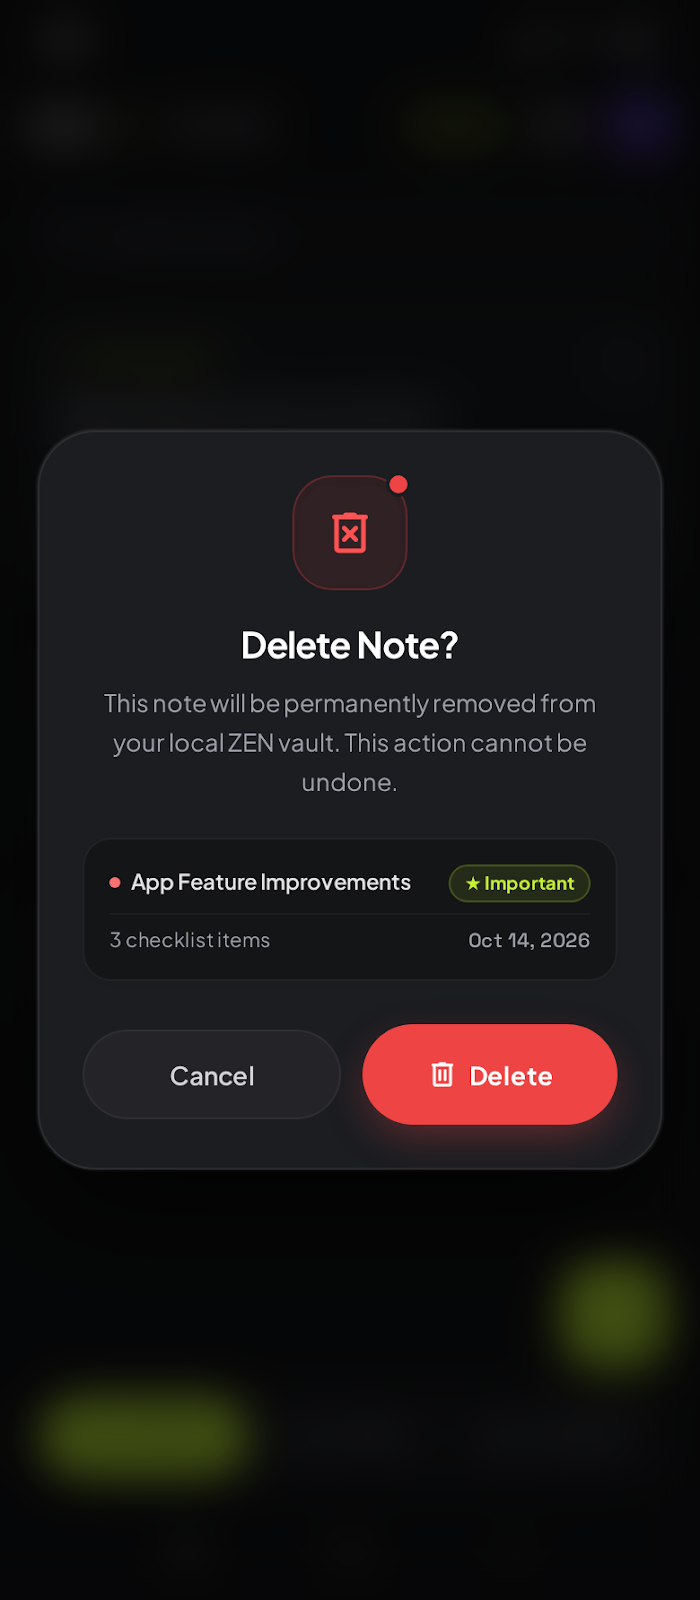 Delete Note?
This note will be permanently removed from
your local ZEN vault. This action cannot be
undone.
App Feature Improvements
★ Important
3 checklist items
Oct 14, 2026
Cancel
Delete